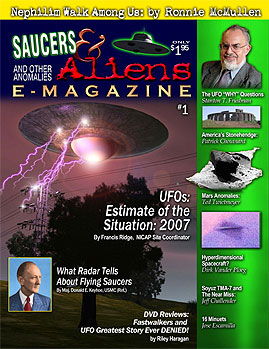 Nephilim Walk Among Us: by Ronnie McMullen
SAUCERS &
Aliens
AND OTHER
ANOMALIES
ONLY
$1.95
E-MAGAZINE
#1
UFOs:
Estimate of the
Situation: 2007
By Francis Ridge, NICAP Site Coordinator
What Radar Tells
About Flying Saucers
By Maj. Donald E. Keyhoe, USMC (Ret.)
DVD Reviews:
Fastwalkers and
UFO Greatest Story Ever DENIED!
by Riley Haragan
The UFO "WHY" Questions
Stanton T. Friedman
America's Stonehenge:
Patrick Chouinard
Mars Anomalies:
Ted Twietmeyer
Hyperdimensional
Spacecraft?
Dirk Vander Ploeg
Soyuz TMA-7 and
The Near Miss:
Jeff Challender
16 Minuets
Jose Escamilla